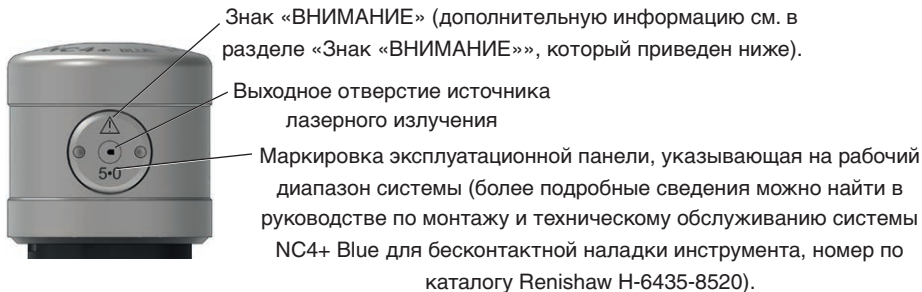 NC4+ BLUE
Знак «ВНИМАНИЕ» (дополнительную информацию см. в
разделе «Знак «ВНИМАНИЕ»», который приведен ниже).
Выходное отверстие источника
лазерного излучения
Маркировка эксплуатационной панели, указывающая на рабочий
диапазон системы (более подробные сведения можно найти в
руководстве по монтажу и техническому обслуживанию системы
NC4+ Blue для бесконтактной наладки инструмента, номер по
каталогу Renishaw H-6435-8520).
5•0